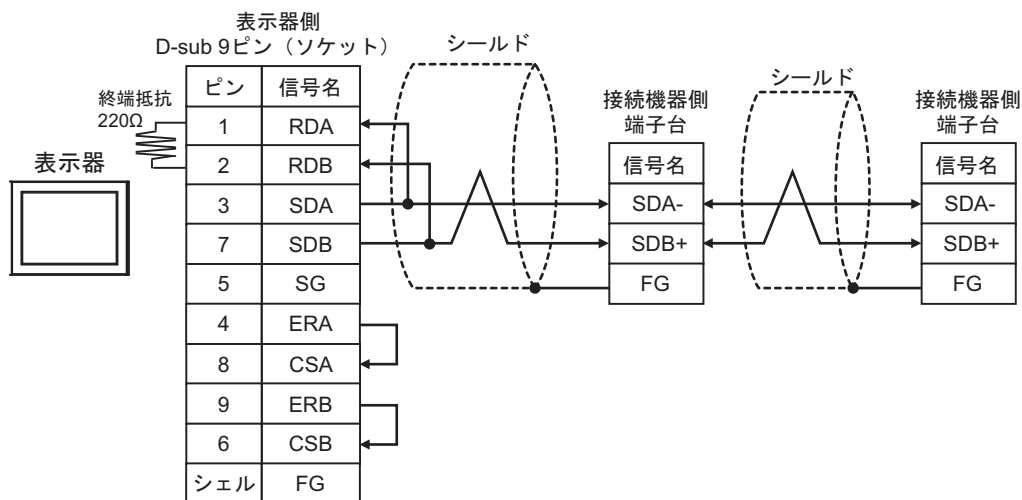 表示器側
D-sub 9ピン(ソケット)
シールド
シールド
終端抵抗
220Ω
表示器
ピン 信号名
1 RDA
2 RDB
3 SDA
7 SDB
5 SG
4 ERA
8 CSA
9 ERB
6 CSB
シェル FG
接続機器側
端子台
信号名
SDA-
SDB+
FG
接続機器側
端子台
信号名
SDA-
SDB+
FG